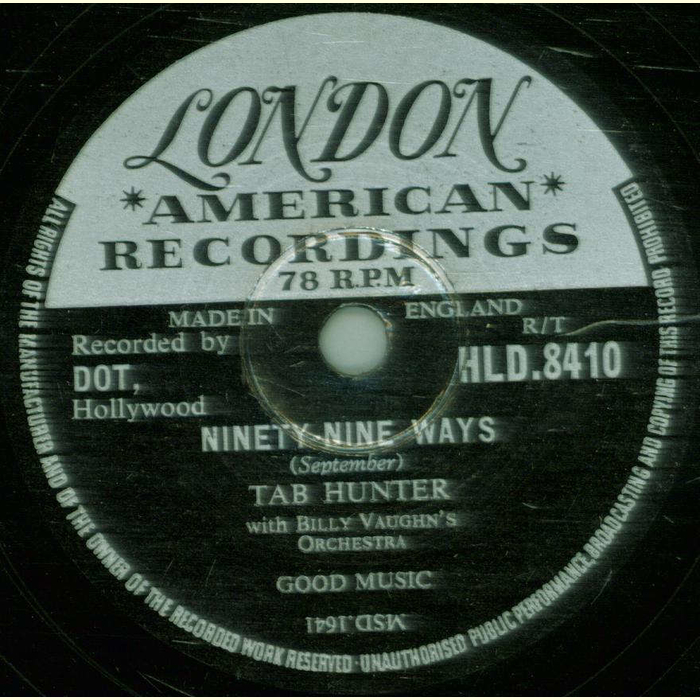 LONDON
*AMERICAN*
RECORDINGS
78 R.P.M
MADE IN ENGLAND
R/T
Recorded by
DOT,
Hollywood
HLD.8410
NINETY NINE WAYS
(September)
TAB HUNTER
with BILLY VAUGHN'S
ORCHESTRA
GOOD MUSIC
MSD.1641
ALL RIGHTS OF THE MANUFACTURER AND OF THE OWNER OF THE RECORDED WORK RESERVED·UNAUTHORISED PUBLIC PERFORMANCE BROADCASTING AND COPYING OF THIS RECORD PROHIBITED